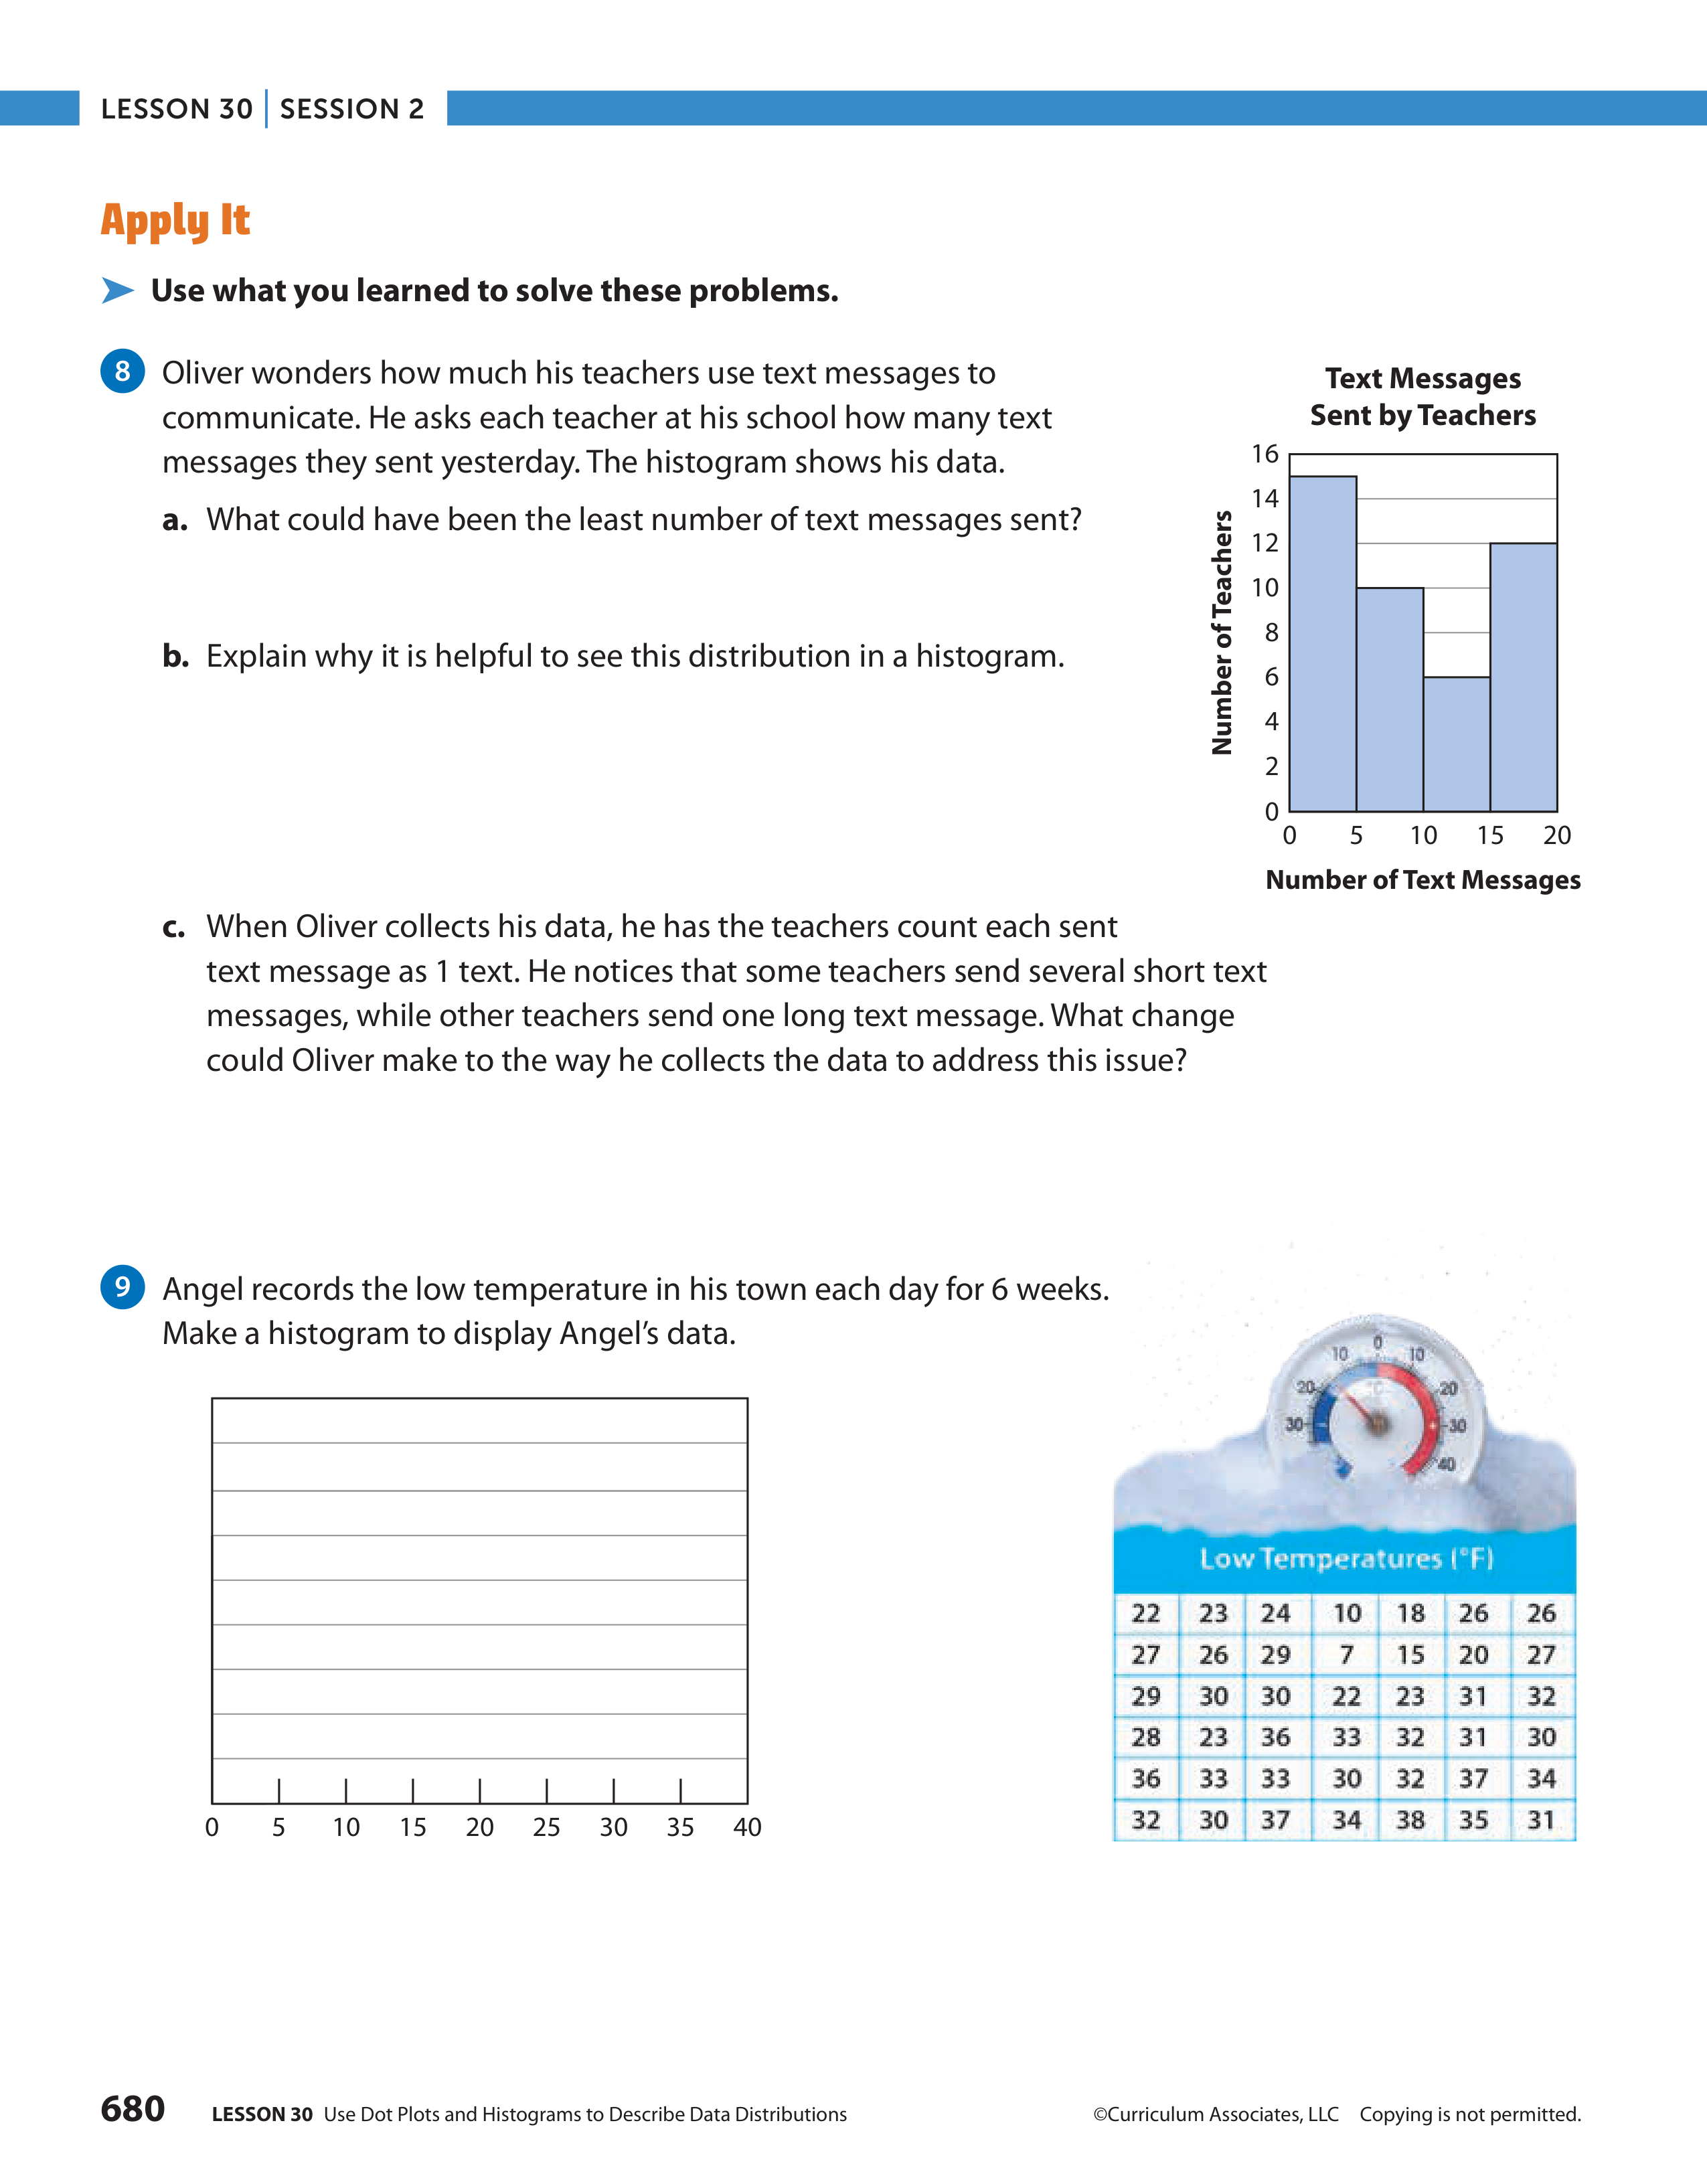 LESSON 30 | SESSION 2
Apply It
Use what you learned to solve these problems.
8 Oliver wonders how much his teachers use text messages to
communicate. He asks each teacher at his school how many text
messages they sent yesterday. The histogram shows his data.
a. What could have been the least number of text messages sent?
b. Explain why it is helpful to see this distribution in a histogram.
Text Messages
Sent by Teachers
Number of Teachers
16
14
12
10
8
6
4
2
0
0 5 10 15 20
Number of Text Messages
c. When Oliver collects his data, he has the teachers count each sent
text message as 1 text. He notices that some teachers send several short text
messages, while other teachers send one long text message. What change
could Oliver make to the way he collects the data to address this issue?
9 Angel records the low temperature in his town each day for 6 weeks.
Make a histogram to display Angel's data.
0 5 10 15 20 25 30 35 40
30 20 10 0 10 20 30 40
°C
Low Temperatures (°F)
22 23 24 10 18 26 26
27 26 29 7 15 20 27
29 30 30 22 23 31 32
28 23 36 33 32 31 30
36 33 33 30 32 37 34
32 30 37 34 38 35 31
680 LESSON 30 Use Dot Plots and Histograms to Describe Data Distributions
©Curriculum Associates, LLC Copying is not permitted.